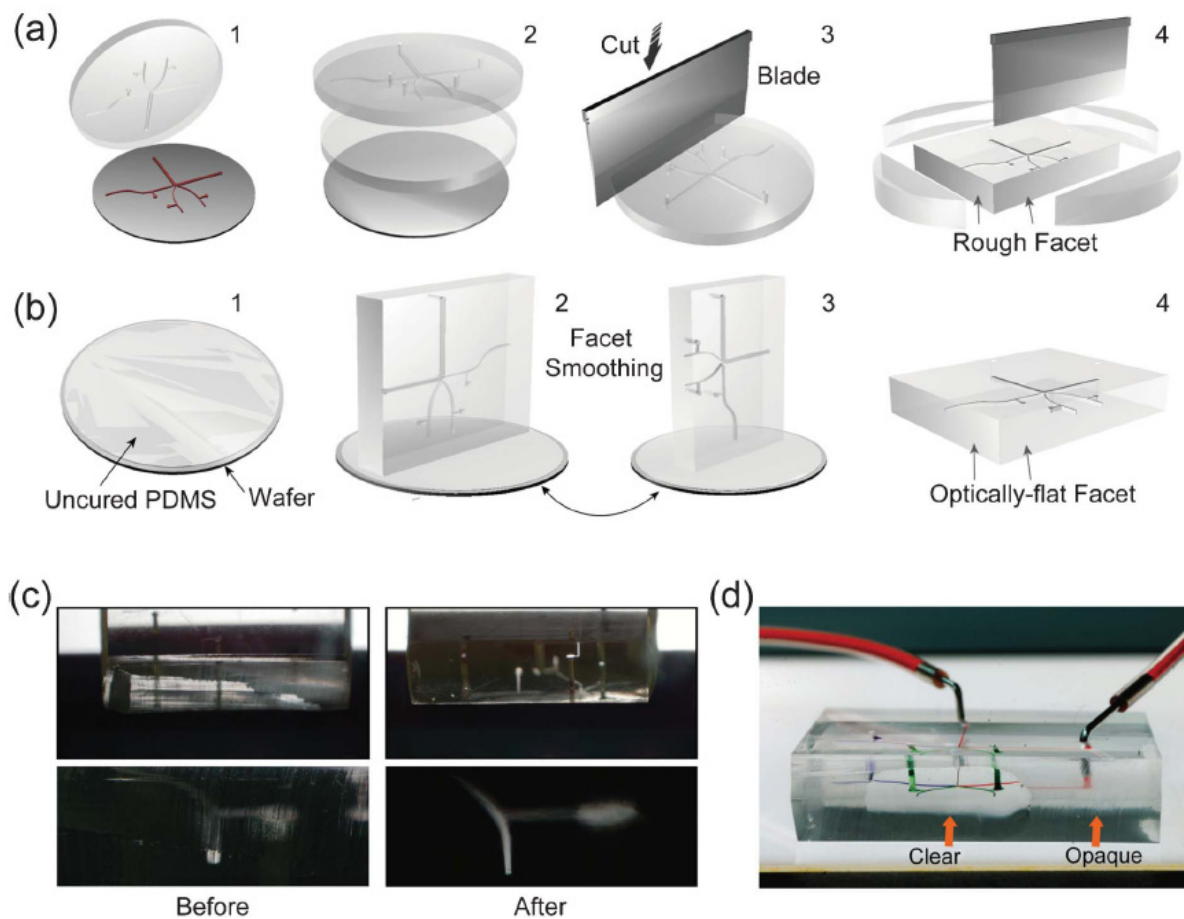 (a)
1
2
Cut
Blade
3
4
Rough Facet
(b)
1
Uncured PDMS
Wafer
2
Facet
Smoothing
3
4
Optically-flat Facet
(c)
Before
After
(d)
Clear
Opaque